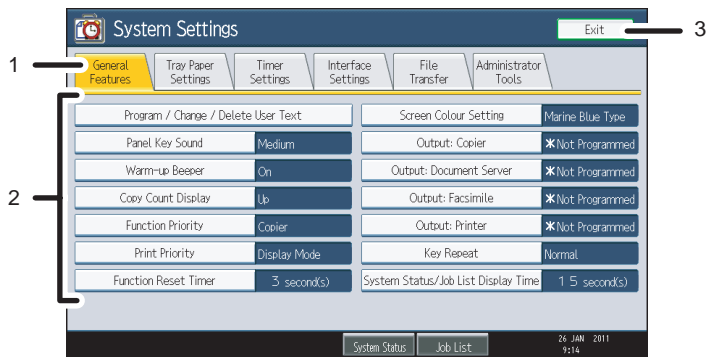 System Settings
Exit
3
1
General Features
Tray Paper Settings
Timer Settings
Interface Settings
File Transfer
Administrator Tools
2
Program / Change / Delete User Text
Screen Colour Setting
Marine Blue Type
Panel Key Sound
Medium
Output: Copier
✱Not Programmed
Warm-up Beeper
On
Output: Document Server
✱Not Programmed
Copy Count Display
Up
Output: Facsimile
✱Not Programmed
Function Priority
Copier
Output: Printer
✱Not Programmed
Print Priority
Display Mode
Key Repeat
Normal
Function Reset Timer
3 second(s)
System Status/Job List Display Time
15 second(s)
System Status
Job List
26 JAN 2011
9:14